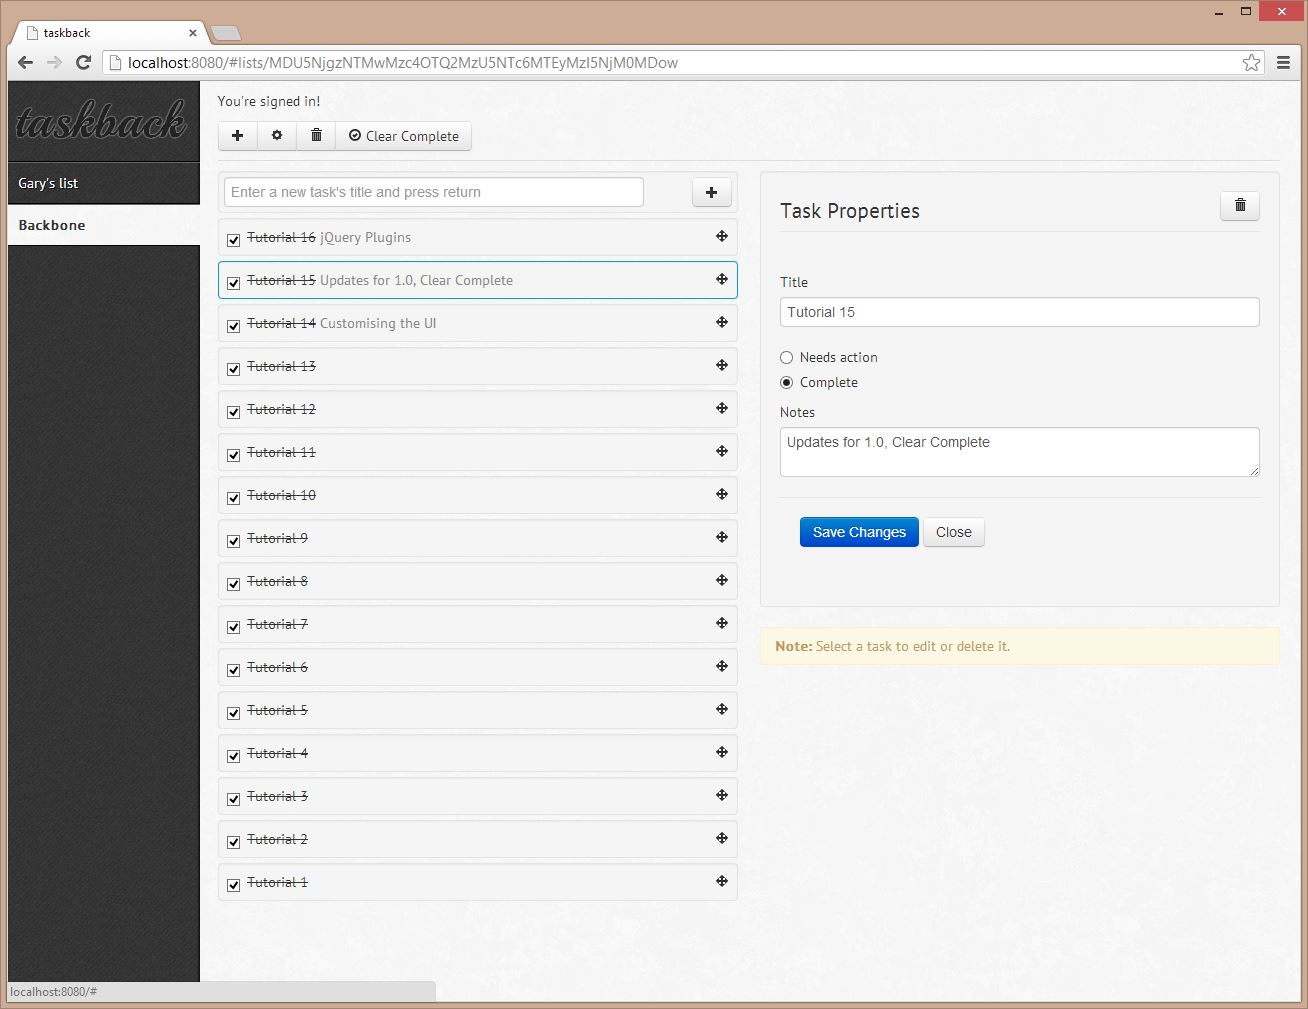 taskback
localhost:8080/#lists/MDU5NjgzNTMwMzc4OTQ2MzU5NTc6MTEyMzI5NjM0MDow
taskback
Gary's list
Backbone
You're signed in!
Clear Complete
Enter a new task's title and press return
Tutorial 16 jQuery Plugins
Tutorial 15 Updates for 1.0, Clear Complete
Tutorial 14 Customising the UI
Tutorial 13
Tutorial 12
Tutorial 11
Tutorial 10
Tutorial 9
Tutorial 8
Tutorial 7
Tutorial 6
Tutorial 5
Tutorial 4
Tutorial 3
Tutorial 2
Tutorial 1
Task Properties
Title
Tutorial 15
Needs action
Complete
Notes
Updates for 1.0, Clear Complete
Save Changes
Close
Note: Select a task to edit or delete it.
localhost:8080/#